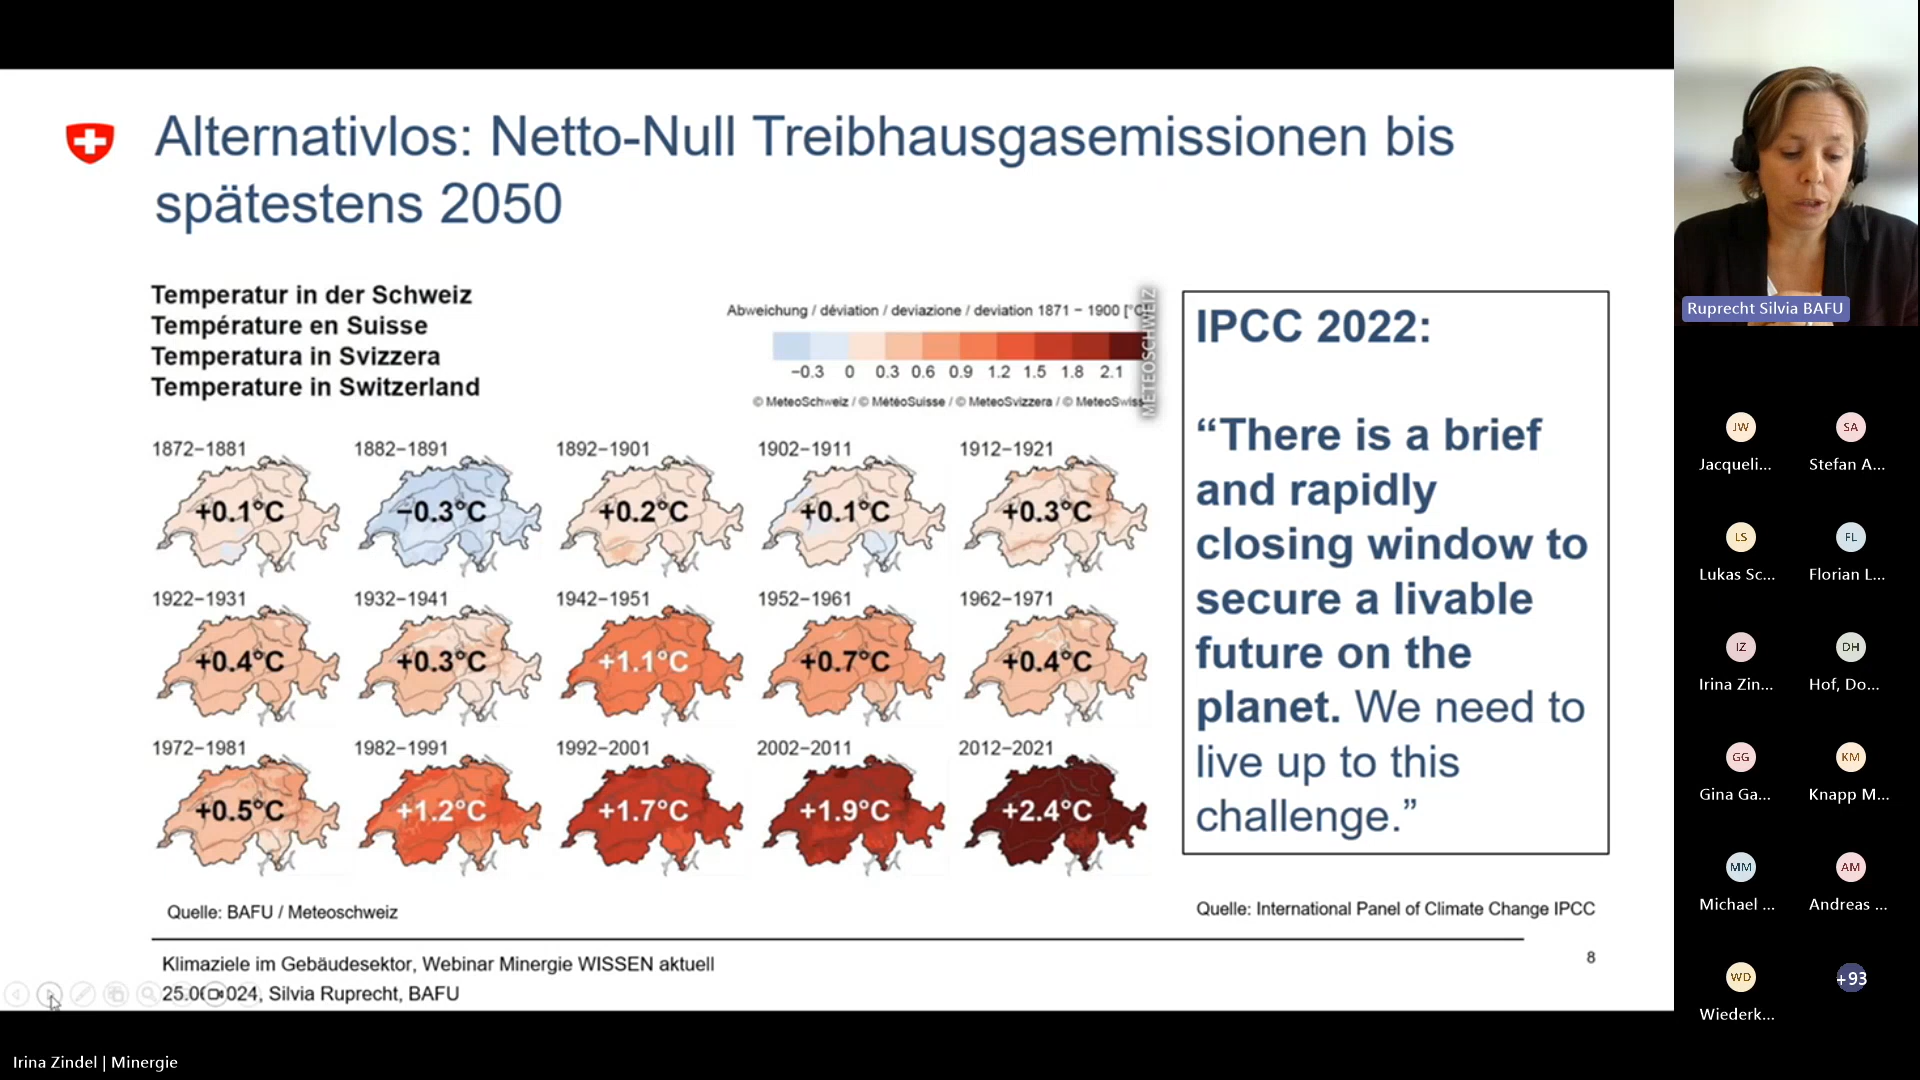 Alternativlos: Netto-Null Treibhausgasemissionen bis
spätestens 2050
Temperatur in der Schweiz
Température en Suisse
Temperatura in Svizzera
Temperature in Switzerland
Abweichung / déviation / deviazione / deviation 1871 – 1900 [°C
−0.3 0 0.3 0.6 0.9 1.2 1.5 1.8 2.1
© MeteoSchweiz / © MétéoSuisse / © MeteoSvizzera / © MeteoSwiss
METEOSCHWEIZ
1872–1881 1882–1891 1892–1901 1902–1911 1912–1921
+0.1°C −0.3°C +0.2°C +0.1°C +0.3°C
1922–1931 1932–1941 1942–1951 1952–1961 1962–1971
+0.4°C +0.3°C +1.1°C +0.7°C +0.4°C
1972–1981 1982–1991 1992–2001 2002–2011 2012–2021
+0.5°C +1.2°C +1.7°C +1.9°C +2.4°C
Quelle: BAFU / Meteoschweiz
IPCC 2022:
“There is a brief
and rapidly
closing window to
secure a livable
future on the
planet. We need to
live up to this
challenge.”
Quelle: International Panel of Climate Change IPCC
Klimaziele im Gebäudesektor, Webinar Minergie WISSEN aktuell
024, Silvia Ruprecht, BAFU
8
Irina Zindel | Minergie
Ruprecht Silvia BAFU
JW SA
Jacqueli... Stefan A...
LS FL
Lukas Sc... Florian L...
IZ DH
Irina Zin... Hof, Do...
GG KM
Gina Ga... Knapp M...
MM AM
Michael ... Andreas ...
WD +93
Wiederk...